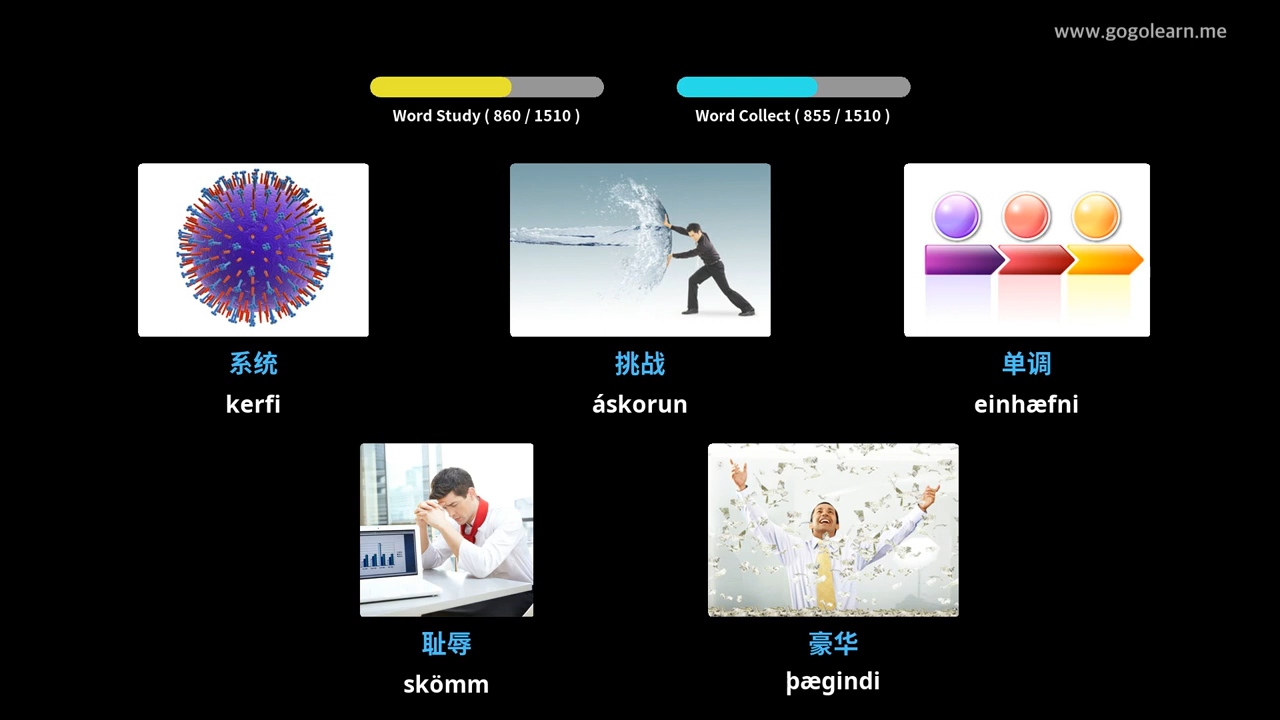 www.gogolearn.me
Word Study ( 860 / 1510 )
Word Collect ( 855 / 1510 )
系统
kerfi
挑战
áskorun
单调
einhæfni
耻辱
skömm
豪华
þægindi